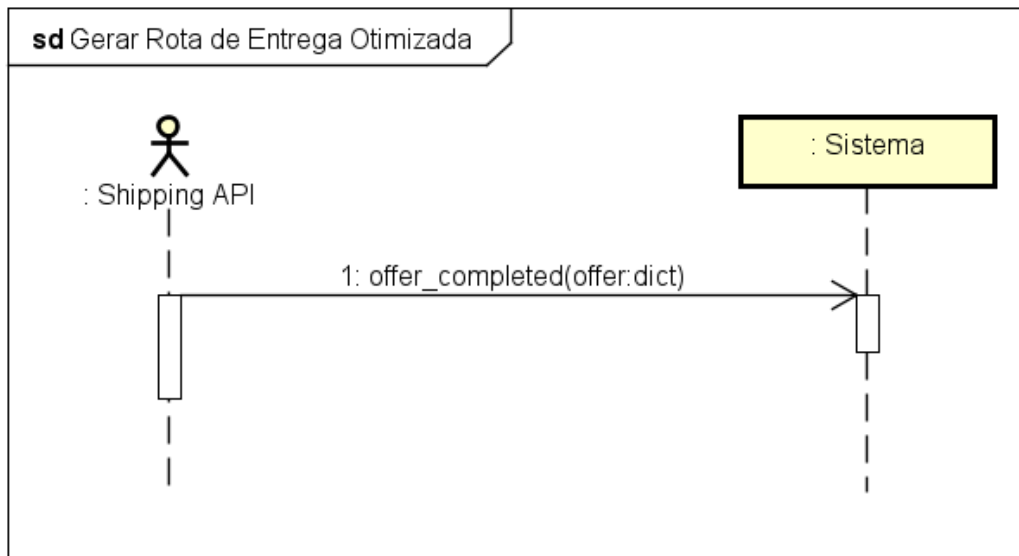 sd Gerar Rota de Entrega Otimizada
: Shipping API
: Sistema
1: offer_completed(offer:dict)